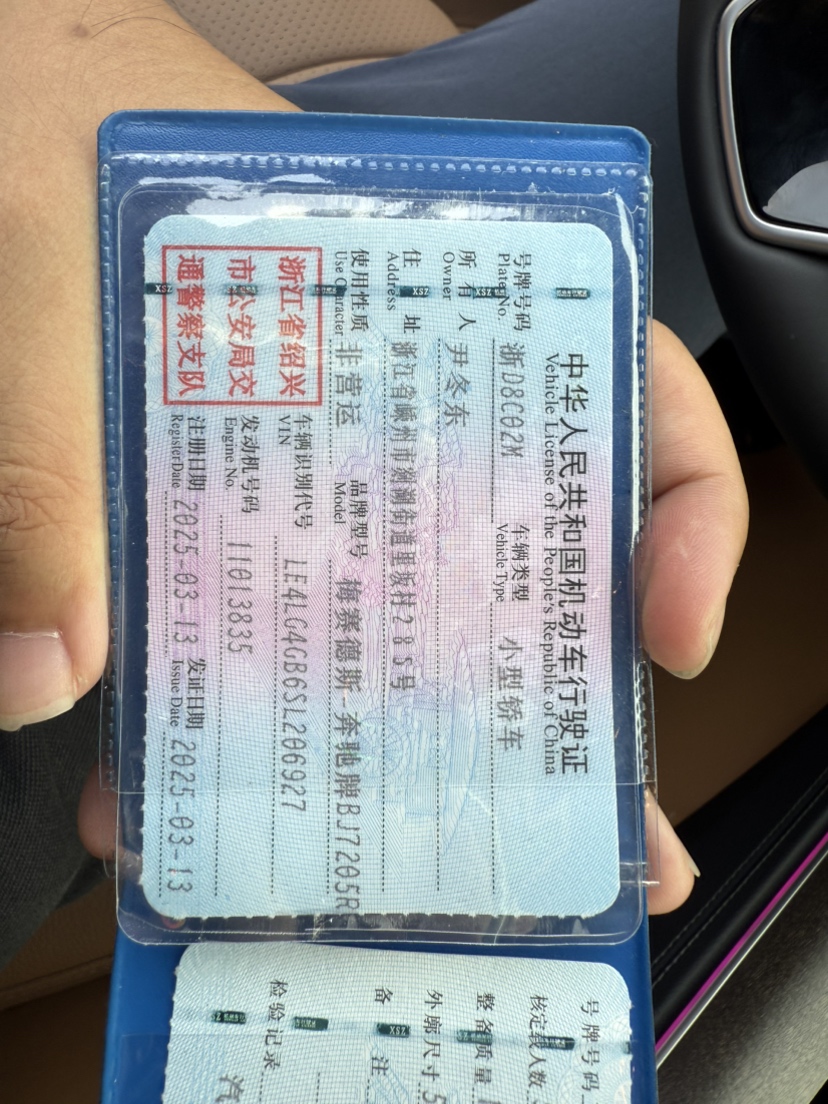 中华人民共和国机动车行驶证
Vehicle License of the People's Republic of China
号牌号码 浙D8C02M 车辆类型 小型轿车
Plate No. Vehicle Type
所有人 尹冬东
Owner
住址 浙江省嵊州市剡湖街道里坂村285号
Address
使用性质 非营运 品牌型号 梅赛德斯-奔驰牌BJ7205R
Use Character Model
浙江省绍兴
市公安局交
通警察支队
车辆识别代号 LE4LG4GB6SL206927
VIN
发动机号码 11013835
Engine No.
注册日期 2025-03-13 发证日期 2025-03-13
Register Date Issue Date
号牌号码
核定载人数
整备质量
外廓尺寸 5
备注
检验记录
汽